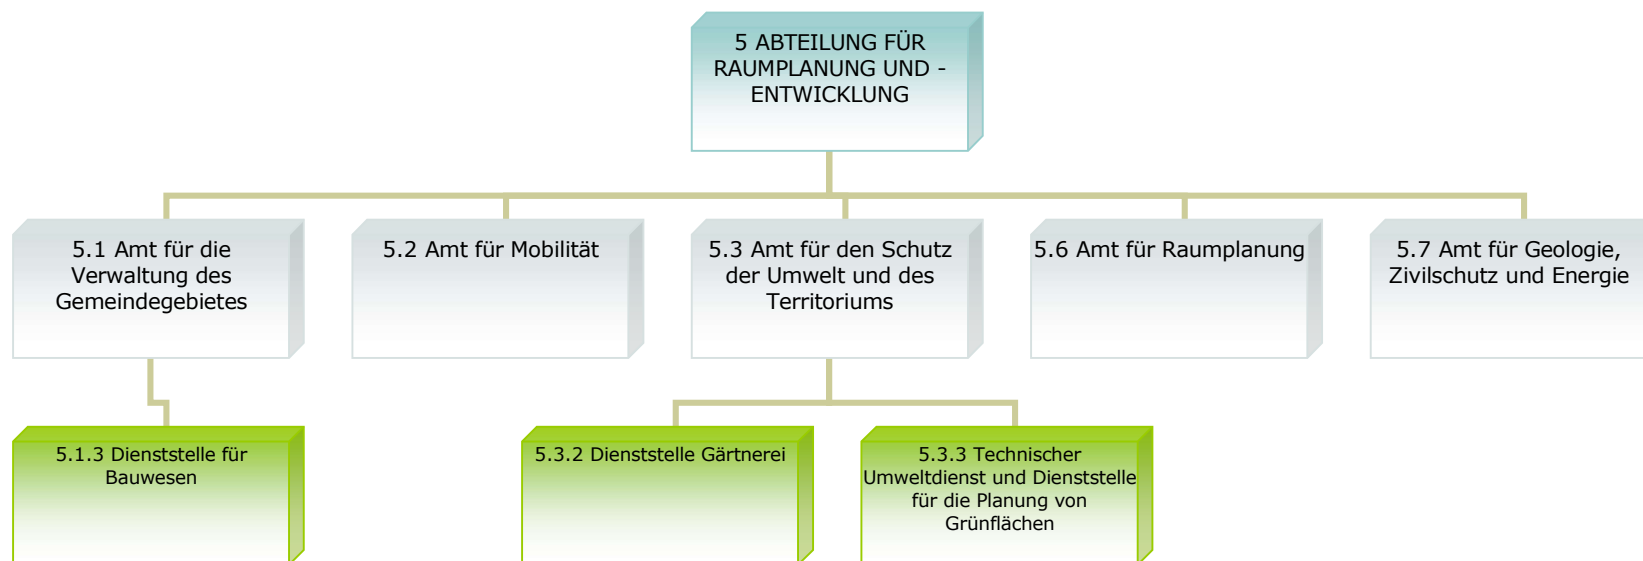 5 ABTEILUNG FÜR
RAUMPLANUNG UND -
ENTWICKLUNG
5.1 Amt für die
Verwaltung des
Gemeindegebietes
5.2 Amt für Mobilität
5.3 Amt für den Schutz
der Umwelt und des
Territoriums
5.6 Amt für Raumplanung
5.7 Amt für Geologie,
Zivilschutz und Energie
5.1.3 Dienststelle für
Bauwesen
5.3.2 Dienststelle Gärtnerei
5.3.3 Technischer
Umweltdienst und Dienststelle
für die Planung von
Grünflächen